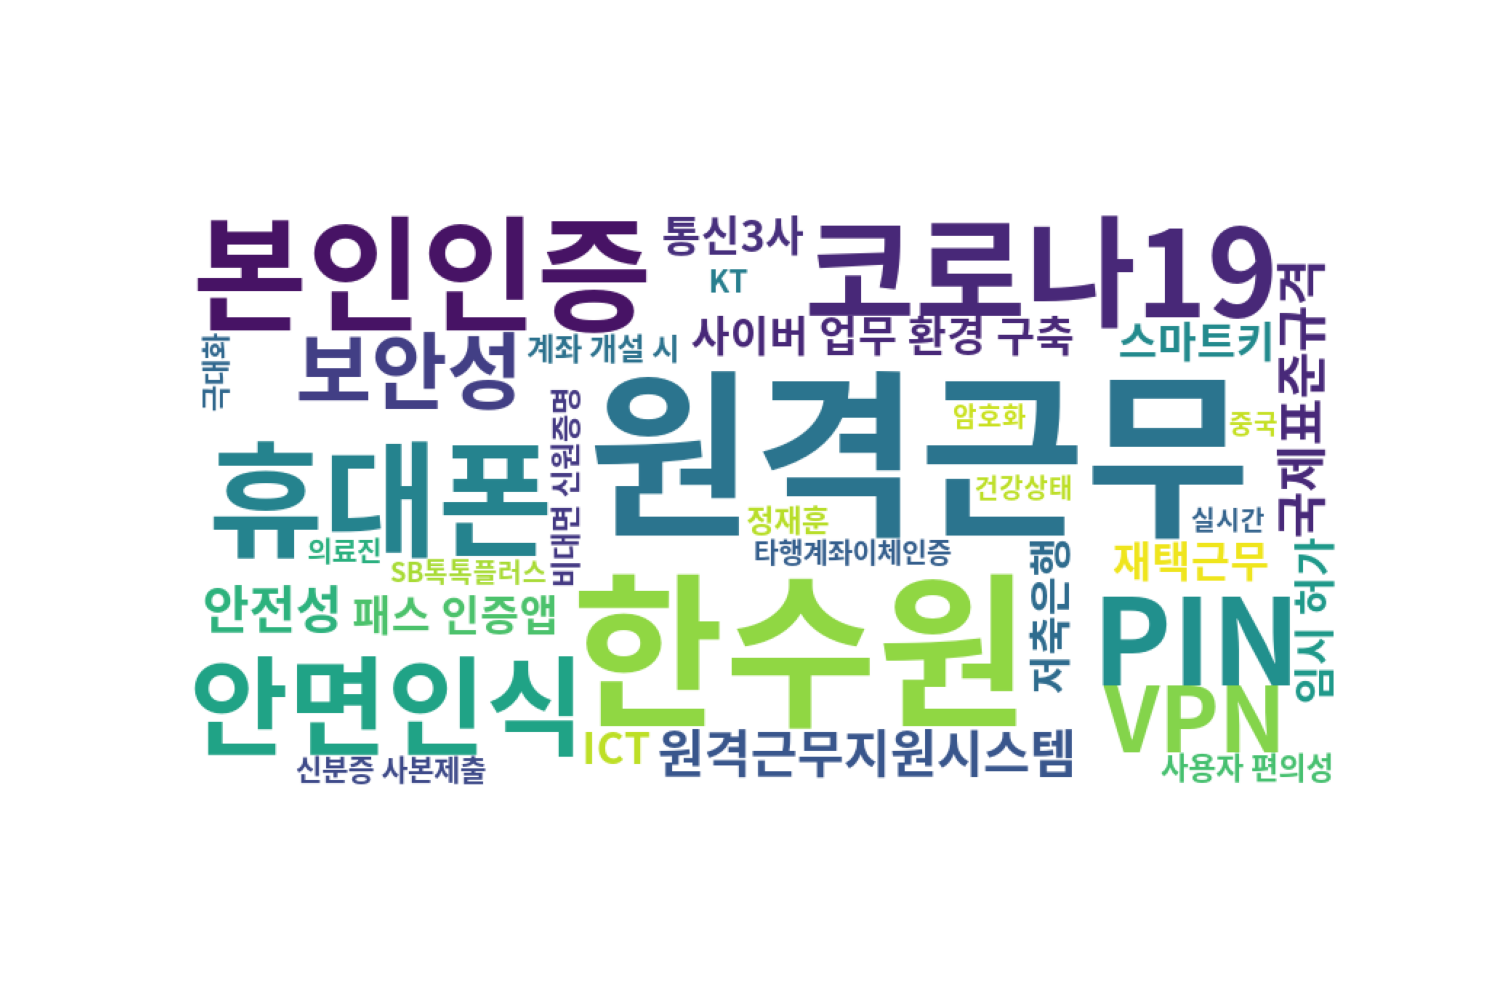 본인인증
통신3사
코로나19
KT
국제표준규격
사이버 업무 환경 구축
스마트키
극대화
보안성
계좌 개설 시
원격근무
암호화
중국
비대면 신원증명
휴대폰
건강상태
정재훈
실시간
의료진
타행계좌이체인증
저축은행
재택근무
임시 허가
SB톡톡플러스
한수원
안전성
패스 인증앱
PIN
안면인식
VPN
ICT
원격근무지원시스템
신분증 사본제출
사용자 편의성